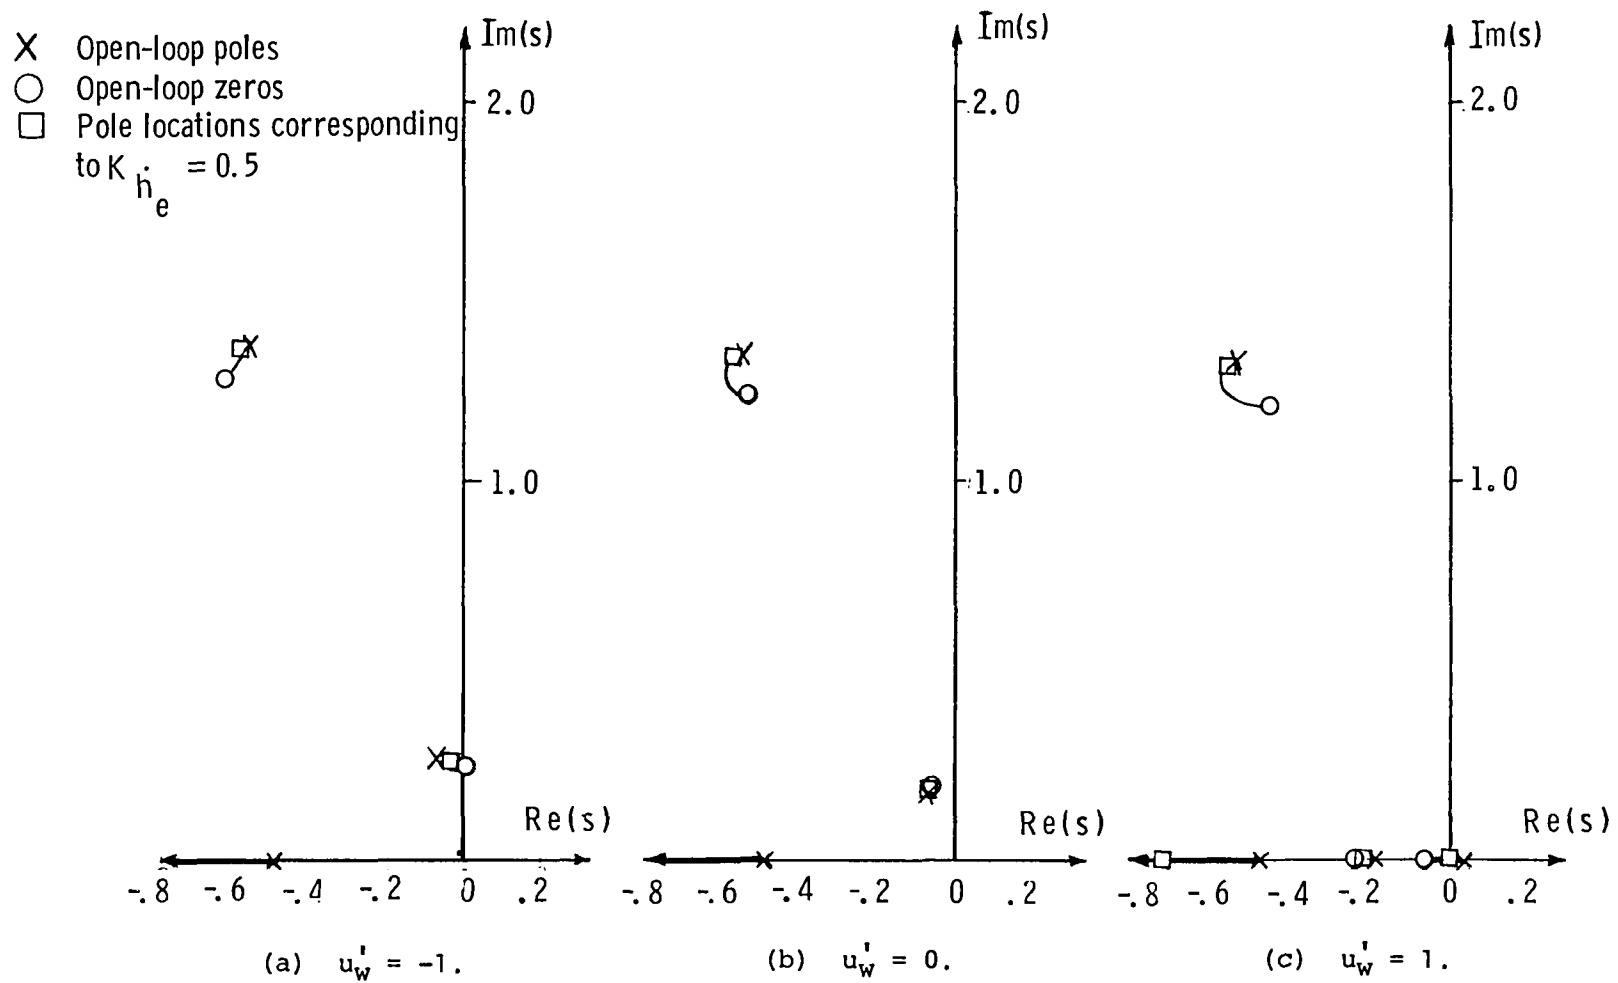 X Open-loop poles
O Open-loop zeros
□ Pole locations corresponding
to K ḣe = 0.5
Im(s)
2.0
1.0
Re(s)
-.8 -.6 -.4 -.2 0 .2
(a) u'w = -1.
Im(s)
2.0
1.0
Re(s)
-.8 -.6 -.4 -.2 0 .2
(b) u'w = 0.
Im(s)
2.0
1.0
Re(s)
-.8 -.6 -.4 -.2 0 .2
(c) u'w = 1.